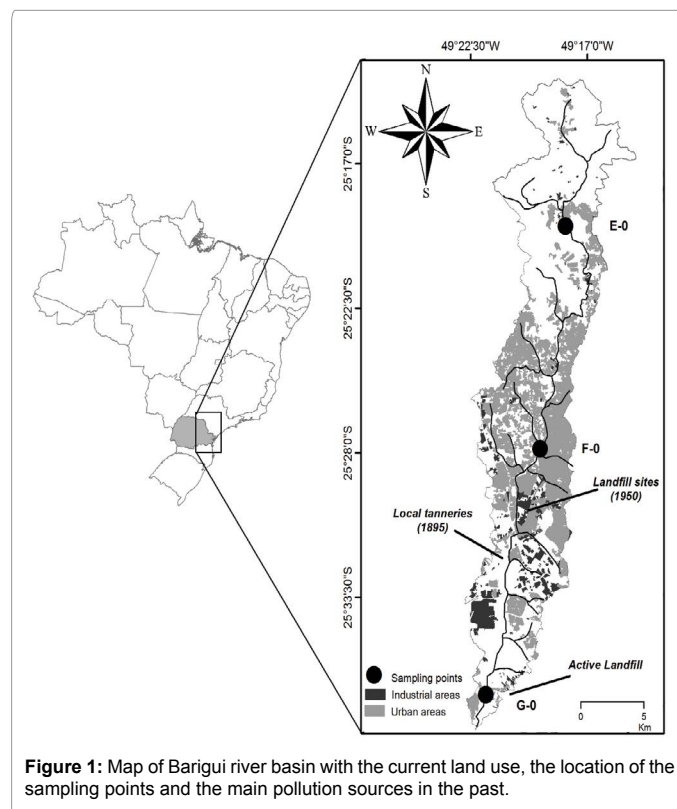 49°22'30"W
49°17'0"W
N
W
E
S
25°17'0"S
E-0
25°22'30"S
25°28'0"S
F-0
Landfill sites
(1950)
Local tanneries
(1895)
25°33'30"S
Active Landfill
Sampling points
Industrial areas
Urban areas
G-0
0 5
Km
Figure 1: Map of Barigui river basin with the current land use, the location of the
sampling points and the main pollution sources in the past.